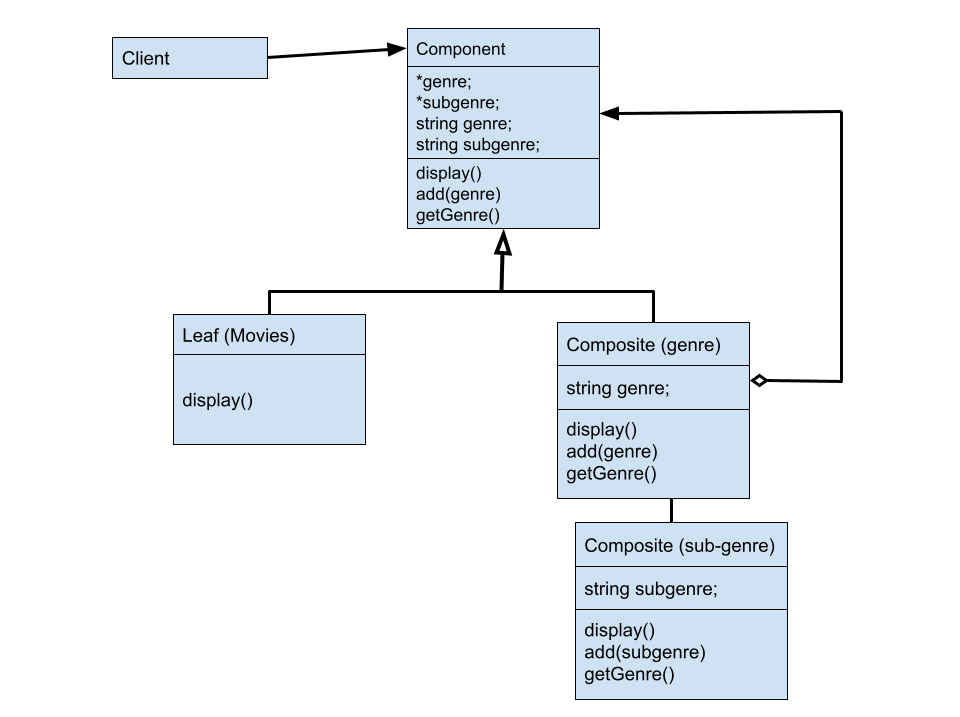 Client
Component
*genre;
*subgenre;
string genre;
string subgenre;
display()
add(genre)
getGenre()
Leaf (Movies)
display()
Composite (genre)
string genre;
display()
add(genre)
getGenre()
Composite (sub-genre)
string subgenre;
display()
add(subgenre)
getGenre()